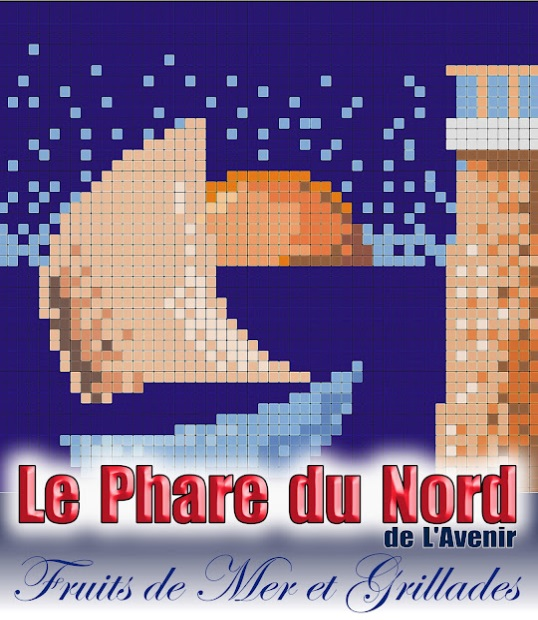 Le Phare du Nord
de L'Avenir
Fruits de Mer et Grillades